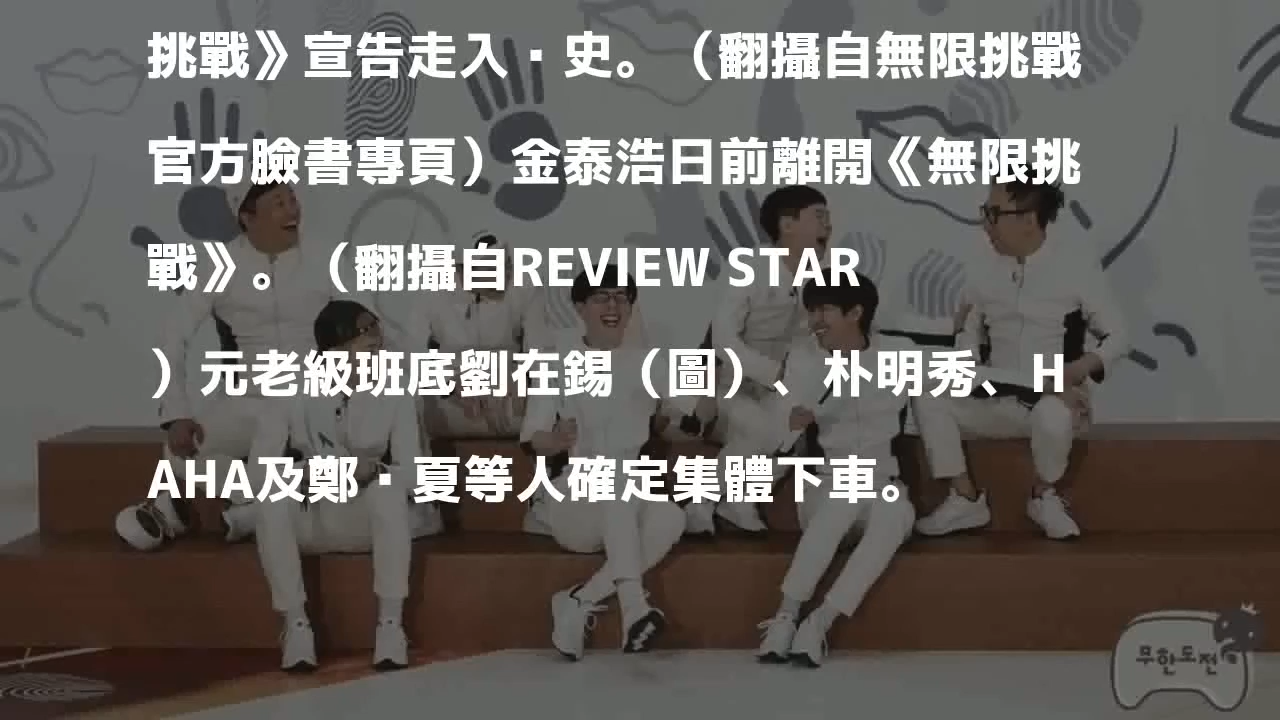 挑戰》宣告走入·史。（翻攝自無限挑戰
官方臉書專頁）金泰浩日前離開《無限挑
戰》。（翻攝自REVIEW STAR
）元老級班底劉在錫（圖）、朴明秀、H
AHA及鄭·夏等人確定集體下車。
무한도전